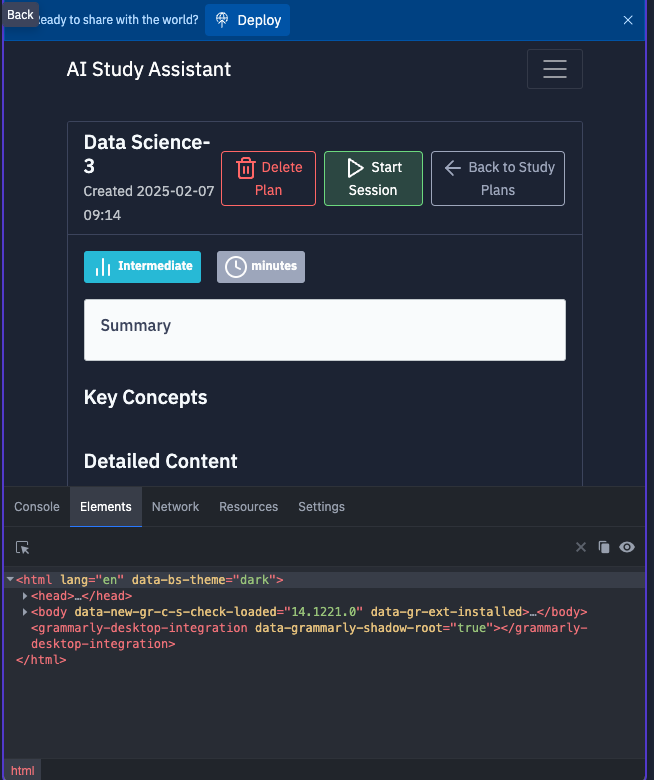 Back
eady to share with the world?
Deploy
AI Study Assistant
Data Science-
3
Created 2025-02-07
09:14
Delete
Plan
Start
Session
Back to Study
Plans
Intermediate
minutes
Summary
Key Concepts
Detailed Content
Console Elements Network Resources Settings
<html lang="en" data-bs-theme="dark">
<head>…</head>
<body data-new-gr-c-s-check-loaded="14.1221.0" data-gr-ext-installed>…</body>
<grammarly-desktop-integration data-grammarly-shadow-root="true"></grammarly-
desktop-integration>
</html>
html